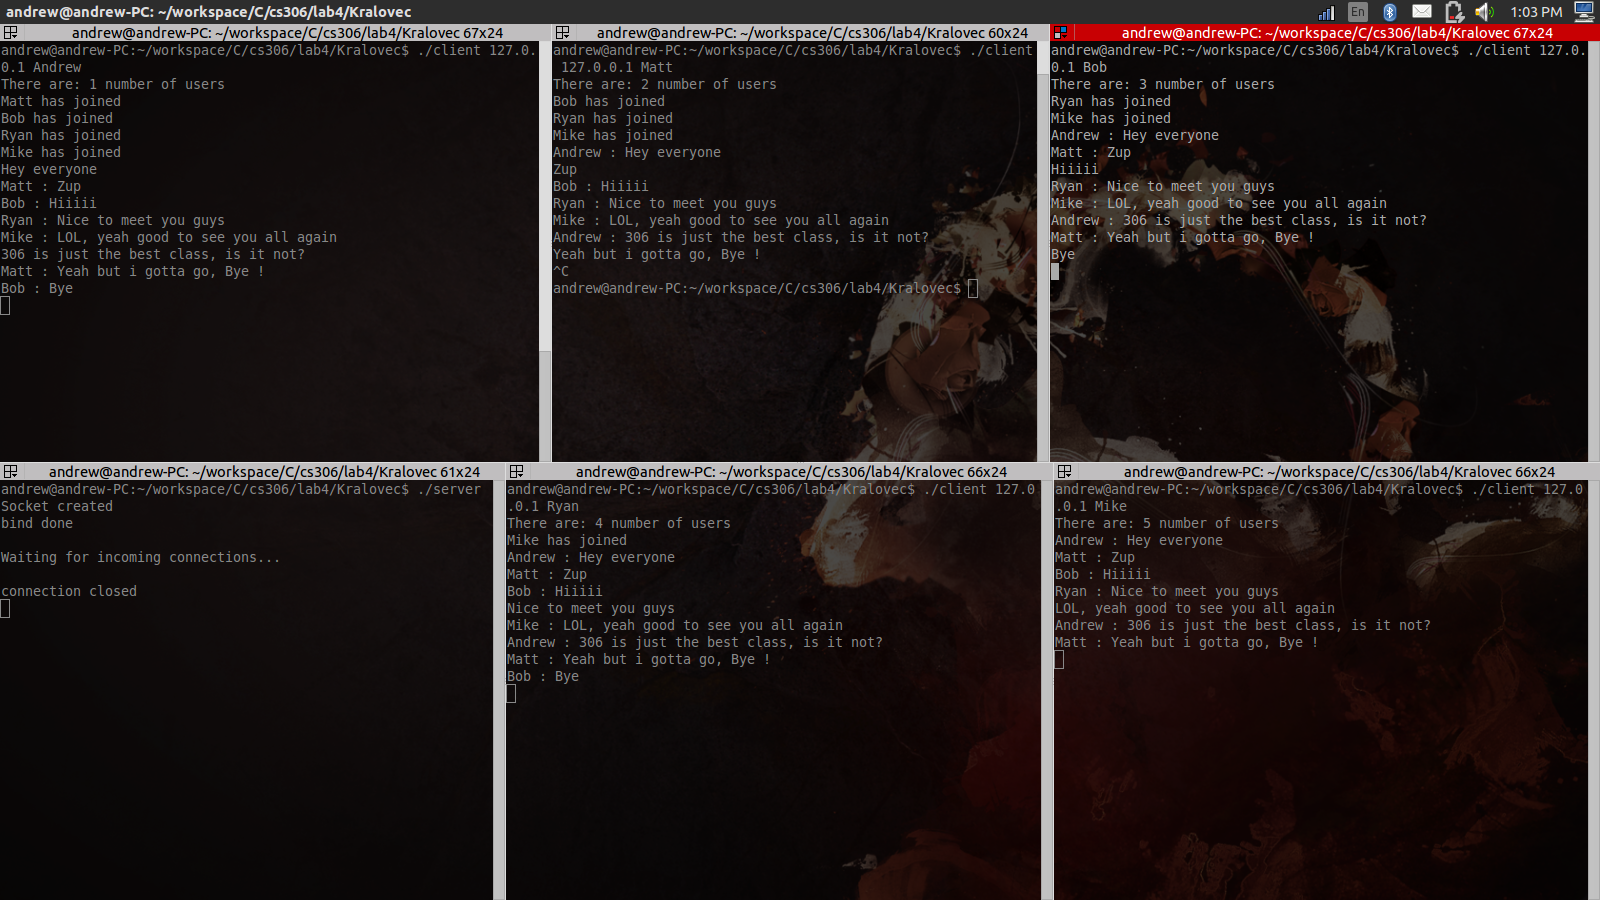 andrew@andrew-PC: ~/workspace/C/cs306/lab4/Kralovec
En
1:03 PM
andrew@andrew-PC: ~/workspace/C/cs306/lab4/Kralovec 67x24
andrew@andrew-PC:~/workspace/C/cs306/lab4/Kralovec$ ./client 127.0.
0.1 Andrew
There are: 1 number of users
Matt has joined
Bob has joined
Ryan has joined
Mike has joined
Hey everyone
Matt : Zup
Bob : Hiiiii
Ryan : Nice to meet you guys
Mike : LOL, yeah good to see you all again
306 is just the best class, is it not?
Matt : Yeah but i gotta go, Bye !
Bob : Bye
andrew@andrew-PC: ~/workspace/C/cs306/lab4/Kralovec 60x24
andrew@andrew-PC:~/workspace/C/cs306/lab4/Kralovec$ ./client
127.0.0.1 Matt
There are: 2 number of users
Bob has joined
Ryan has joined
Mike has joined
Andrew : Hey everyone
Zup
Bob : Hiiiii
Ryan : Nice to meet you guys
Mike : LOL, yeah good to see you all again
Andrew : 306 is just the best class, is it not?
Yeah but i gotta go, Bye !
^C
andrew@andrew-PC:~/workspace/C/cs306/lab4/Kralovec$
andrew@andrew-PC: ~/workspace/C/cs306/lab4/Kralovec 67x24
andrew@andrew-PC:~/workspace/C/cs306/lab4/Kralovec$ ./client 127.0.
0.1 Bob
There are: 3 number of users
Ryan has joined
Mike has joined
Andrew : Hey everyone
Matt : Zup
Hiiiii
Ryan : Nice to meet you guys
Mike : LOL, yeah good to see you all again
Andrew : 306 is just the best class, is it not?
Matt : Yeah but i gotta go, Bye !
Bye
andrew@andrew-PC: ~/workspace/C/cs306/lab4/Kralovec 61x24
andrew@andrew-PC:~/workspace/C/cs306/lab4/Kralovec$ ./server
Socket created
bind done
Waiting for incoming connections...
connection closed
andrew@andrew-PC: ~/workspace/C/cs306/lab4/Kralovec 66x24
andrew@andrew-PC:~/workspace/C/cs306/lab4/Kralovec$ ./client 127.0
.0.1 Ryan
There are: 4 number of users
Mike has joined
Andrew : Hey everyone
Matt : Zup
Bob : Hiiiii
Nice to meet you guys
Mike : LOL, yeah good to see you all again
Andrew : 306 is just the best class, is it not?
Matt : Yeah but i gotta go, Bye !
Bob : Bye
andrew@andrew-PC: ~/workspace/C/cs306/lab4/Kralovec 66x24
andrew@andrew-PC:~/workspace/C/cs306/lab4/Kralovec$ ./client 127.0
.0.1 Mike
There are: 5 number of users
Andrew : Hey everyone
Matt : Zup
Bob : Hiiiii
Ryan : Nice to meet you guys
LOL, yeah good to see you all again
Andrew : 306 is just the best class, is it not?
Matt : Yeah but i gotta go, Bye !